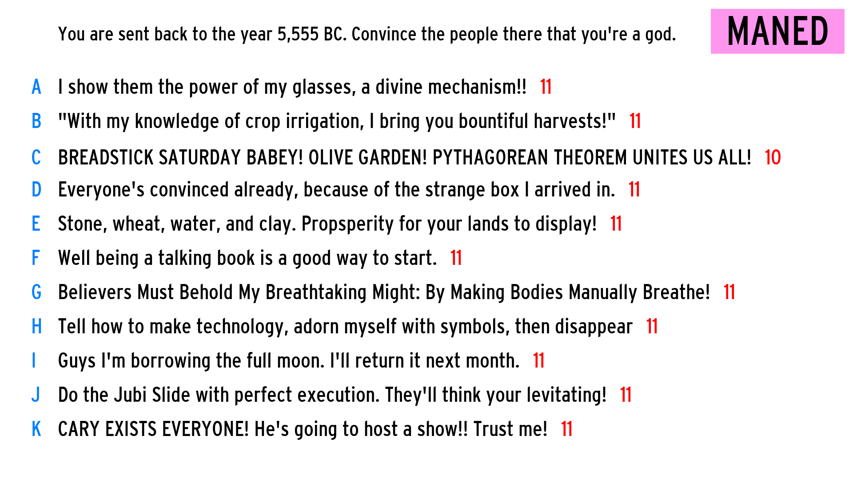 You are sent back to the year 5,555 BC. Convince the people there that you're a god.
MANED
A I show them the power of my glasses, a divine mechanism!! 11
B "With my knowledge of crop irrigation, I bring you bountiful harvests!" 11
C BREADSTICK SATURDAY BABEY! OLIVE GARDEN! PYTHAGOREAN THEOREM UNITES US ALL! 10
D Everyone's convinced already, because of the strange box I arrived in. 11
E Stone, wheat, water, and clay. Propsperity for your lands to display! 11
F Well being a talking book is a good way to start. 11
G Believers Must Behold My Breathtaking Might: By Making Bodies Manually Breathe! 11
H Tell how to make technology, adorn myself with symbols, then disappear 11
I Guys I'm borrowing the full moon. I'll return it next month. 11
J Do the Jubi Slide with perfect execution. They'll think your levitating! 11
K CARY EXISTS EVERYONE! He's going to host a show!! Trust me! 11